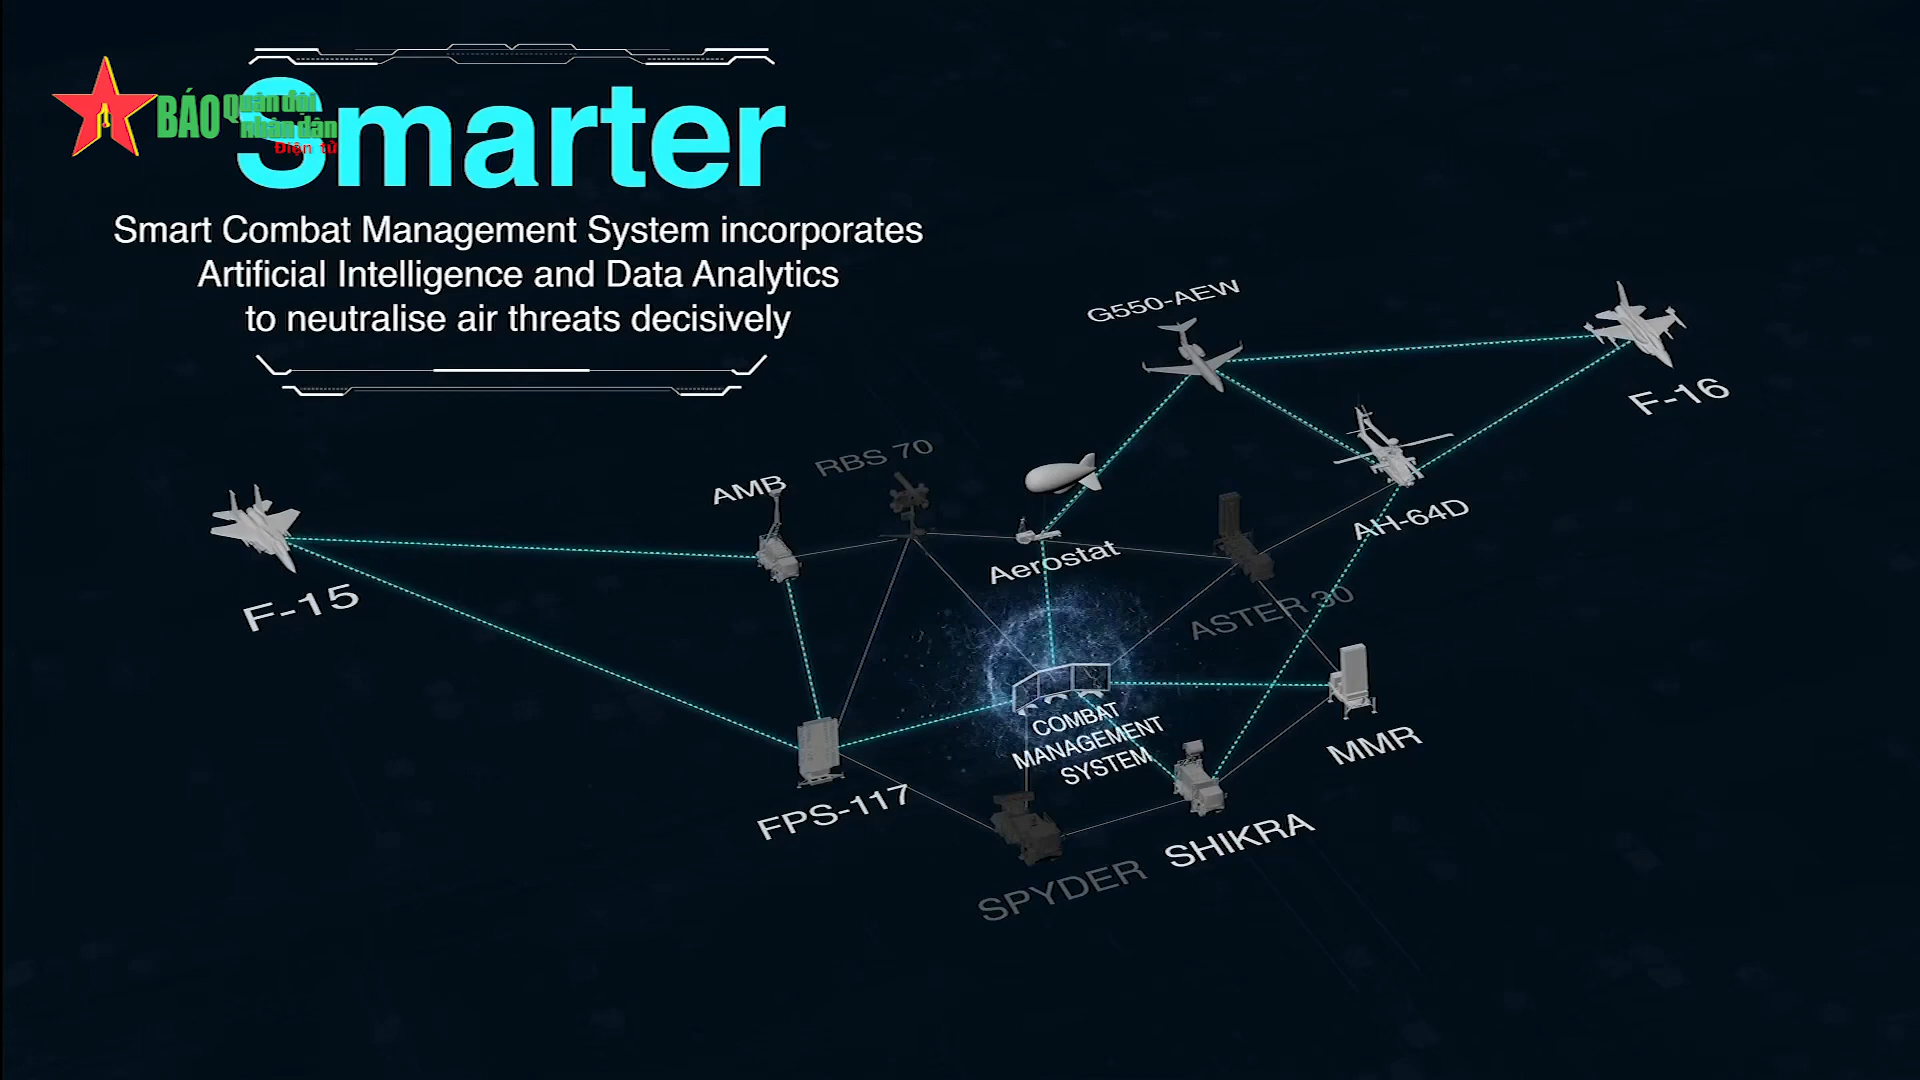 BÁO Quân đội
nhân dân
Điện tử
Smarter
Smart Combat Management System incorporates
Artificial Intelligence and Data Analytics
to neutralise air threats decisively
G550-AEW
F-16
RBS 70
AMB
AH-64D
Aerostat
F-15
ASTER 30
COMBAT
MANAGEMENT
SYSTEM
MMR
FPS-117
SHIKRA
SPYDER